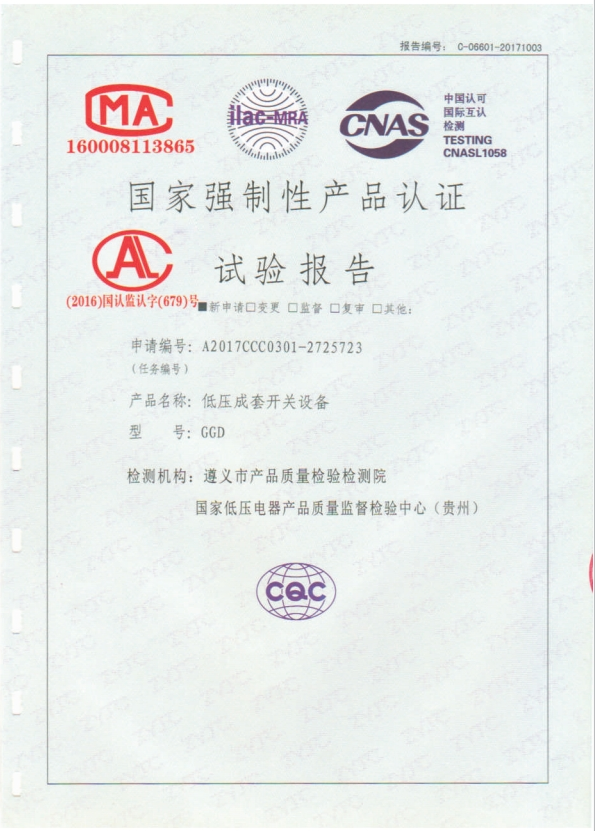 报告编号: C-06601-20171003
MA
160008113865
ilac-MRA
CNAS
中国认可
国际互认
检测
TESTING
CNASL1058
国家强制性产品认证
AL
试验报告
(2016)国认监认字(679)号
■新申请□变更 □监督 □复审 □其他:
申请编号: A2017CCC0301-2725723
(任务编号)
产品名称: 低压成套开关设备
型 号: GGD
检测机构: 遵义市产品质量检验检测院
国家低压电器产品质量监督检验中心(贵州)
CQC
ZYJC